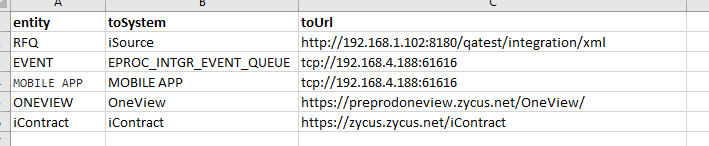 A B C
entity toSystem toUrl
RFQ iSource http://192.168.1.102:8180/qatest/integration/xml
EVENT EPROC_INTGR_EVENT_QUEUE tcp://192.168.4.188:61616
MOBILE APP MOBILE APP tcp://192.168.4.188:61616
ONEVIEW OneView https://preprodoneview.zycus.net/OneView/
iContract iContract https://zycus.zycus.net/iContract